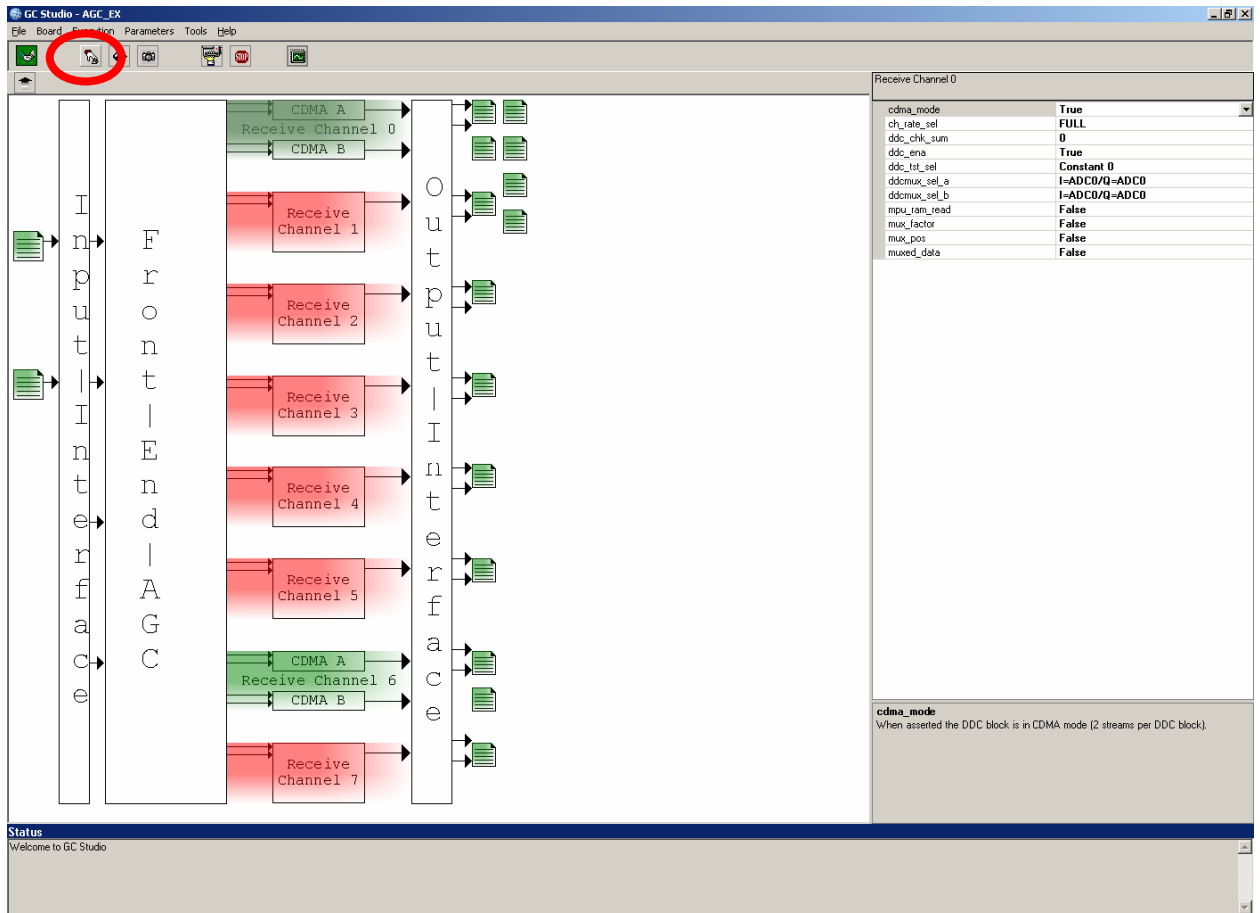 GC Studio - AGC_EX
File Board Execution Parameters Tools Help
STOP
Receive Channel 0
cdma_mode True
ch_rate_sel FULL
ddc_chk_sum 0
ddc_ena True
ddc_tst_sel Constant 0
ddcmux_sel_a I=ADC0/Q=ADC0
ddcmux_sel_b I=ADC0/Q=ADC0
mpu_ram_read False
mux_factor False
mux_pos False
muxed_data False
Input|Interface
Front|End|AGC
CDMA A
Receive Channel 0
CDMA B
Receive
Channel 1
Receive
Channel 2
Receive
Channel 3
Receive
Channel 4
Receive
Channel 5
CDMA A
Receive Channel 6
CDMA B
Receive
Channel 7
Output|Interface
cdma_mode
When asserted the DDC block is in CDMA mode (2 streams per DDC block).
Status
Welcome to GC Studio